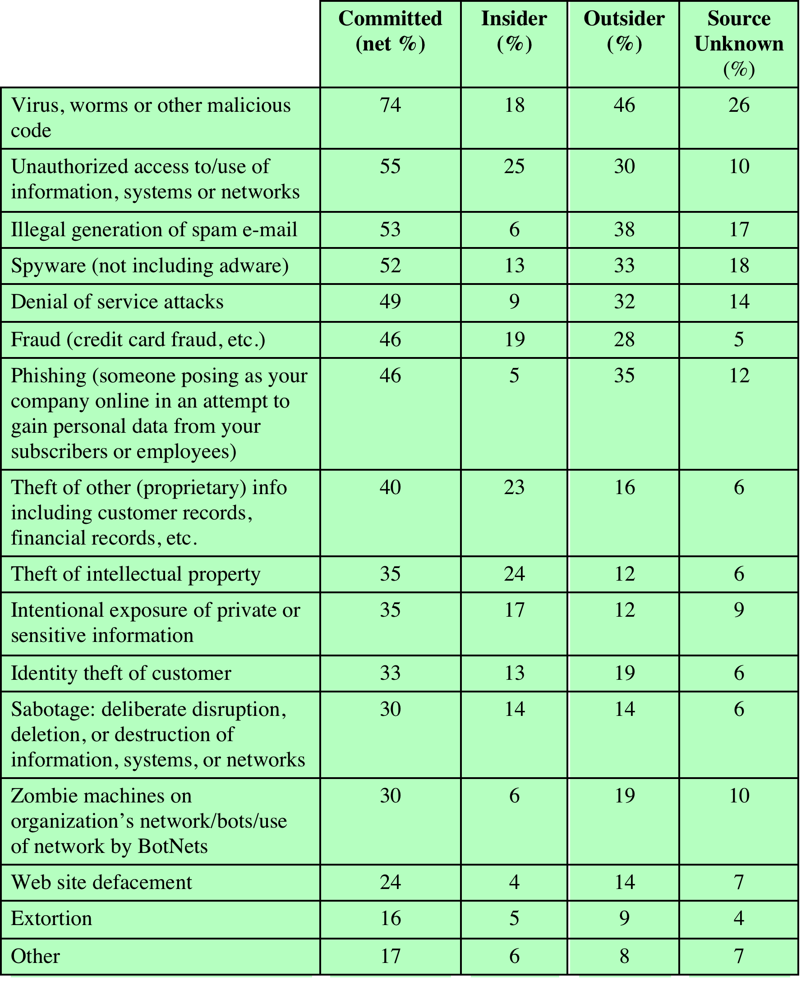 Committed Insider Outsider Source
(net %) (%) (%) Unknown
(%)
Virus, worms or other malicious 74 18 46 26
code
Unauthorized access to/use of 55 25 30 10
information, systems or networks
Illegal generation of spam e-mail 53 6 38 17
Spyware (not including adware) 52 13 33 18
Denial of service attacks 49 9 32 14
Fraud (credit card fraud, etc.) 46 19 28 5
Phishing (someone posing as your 46 5 35 12
company online in an attempt to
gain personal data from your
subscribers or employees)
Theft of other (proprietary) info 40 23 16 6
including customer records,
financial records, etc.
Theft of intellectual property 35 24 12 6
Intentional exposure of private or 35 17 12 9
sensitive information
Identity theft of customer 33 13 19 6
Sabotage: deliberate disruption, 30 14 14 6
deletion, or destruction of
information, systems, or networks
Zombie machines on 30 6 19 10
organization’s network/bots/use
of network by BotNets
Web site defacement 24 4 14 7
Extortion 16 5 9 4
Other 17 6 8 7